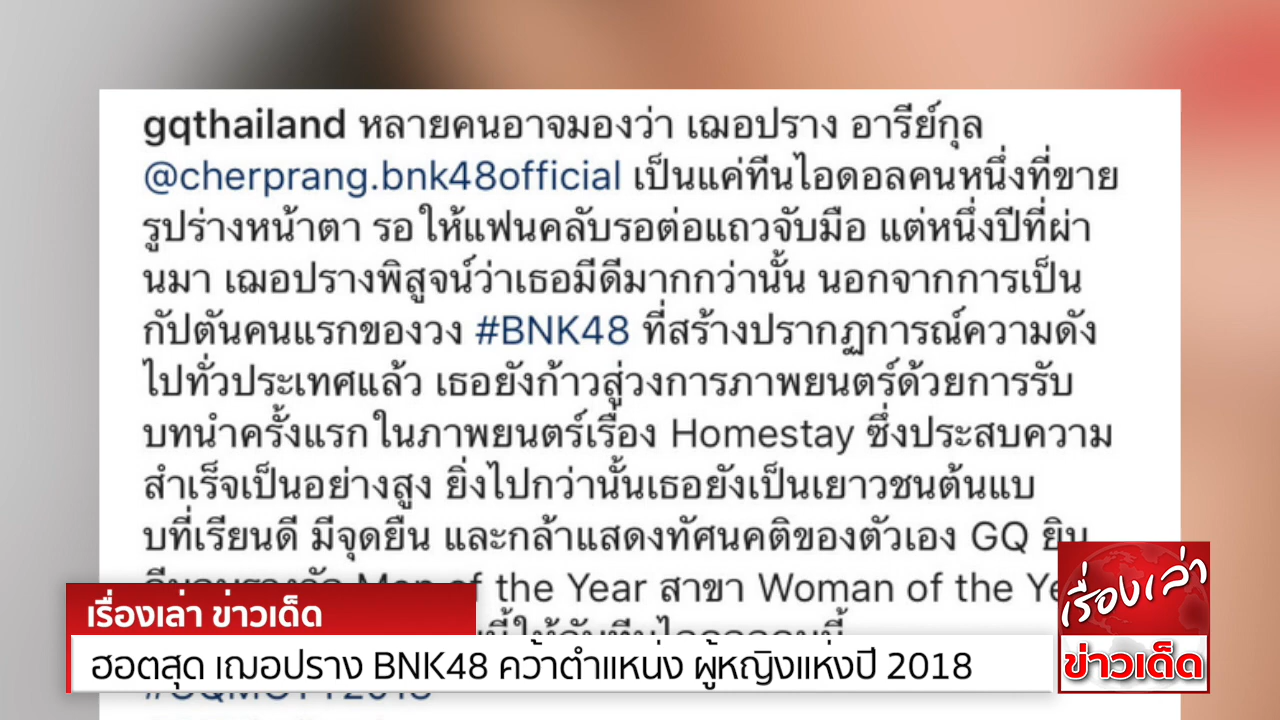 gqthailand หลายคนอาจมองว่า เฌอปราง อารีย์กุล
@cherprang.bnk48official เป็นแค่ทีนไอดอลคนหนึ่งที่ขาย
รูปร่างหน้าตา รอให้แฟนคลับรอต่อแถวจับมือ แต่หนึ่งปีที่ผ่า
นมา เฌอปรางพิสูจน์ว่าเธอมีดีมากกว่านั้น นอกจากการเป็น
กัปตันคนแรกของวง #BNK48 ที่สร้างปรากฏการณ์ความดัง
ไปทั่วประเทศแล้ว เธอยังก้าวสู่วงการภาพยนตร์ด้วยการรับ
บทนำครั้งแรกในภาพยนตร์เรื่อง Homestay ซึ่งประสบความ
สำเร็จเป็นอย่างสูง ยิ่งไปกว่านั้นเธอยังเป็นเยาวชนต้นแบ
บที่เรียนดี มีจุดยืน และกล้าแสดงทัศนคติของตัวเอง GQ ยิน
of the Year สาขา Woman of the
เรื่องเล่า ข่าวเด็ด
ฮอตสุด เฌอปราง BNK48 คว้าตำแหน่ง ผู้หญิงแห่งปี 2018
เรื่องเล่า
ข่าวเด็ด